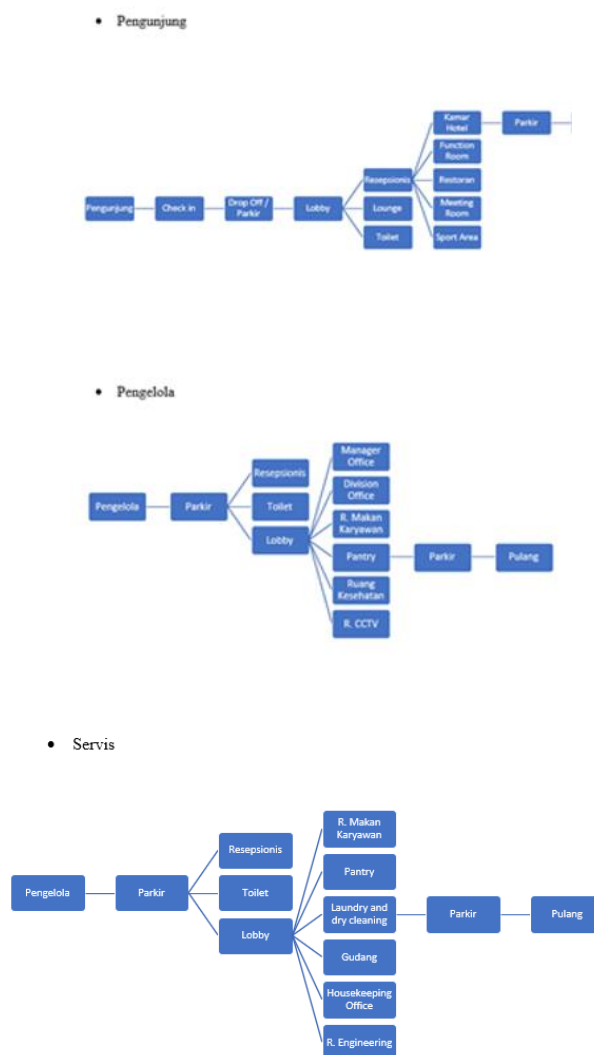 • Pengunjung
Kamar
Hotel
Parkir
Function
Room
Resepsionis
Restoran
Pengunjung
Check in
Drop Off /
Parkir
Lobby
Lounge
Meeting
Room
Toilet
Sport Area
• Pengelola
Manager
Office
Resepsionis
Division
Office
Pengelola
Parkir
Toilet
R. Makan
Karyawan
Lobby
Pantry
Parkir
Pulang
Ruang
Kesehatan
R. CCTV
• Servis
R. Makan
Karyawan
Resepsionis
Pantry
Pengelola
Parkir
Toilet
Laundry and
dry cleaning
Parkir
Pulang
Lobby
Gudang
Housekeeping
Office
R. Engineering